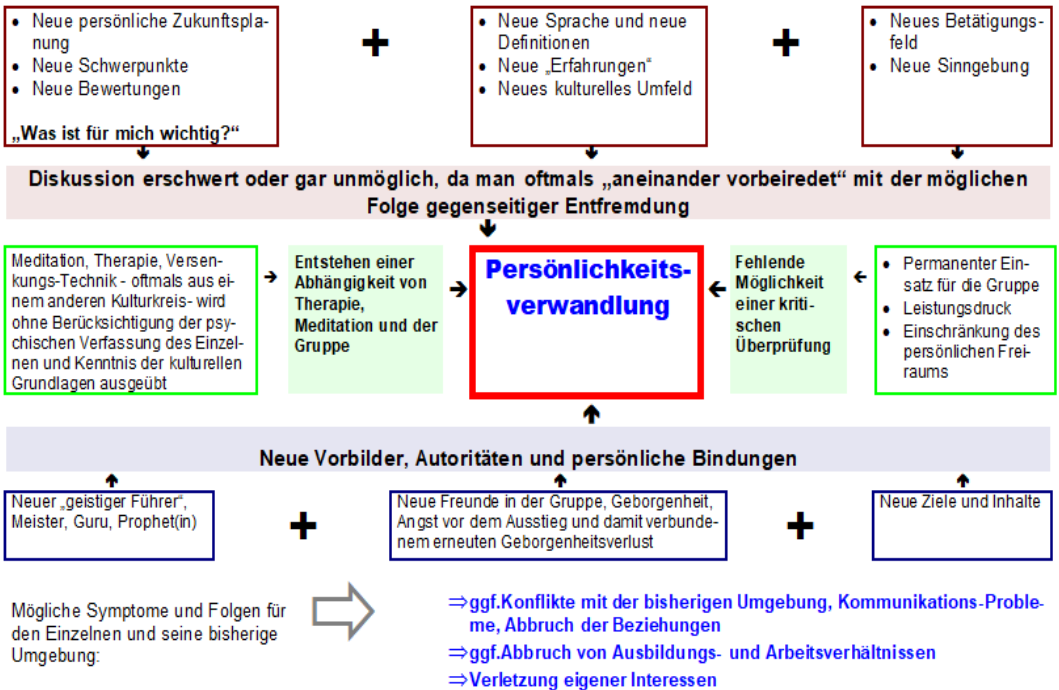 • Neue persönliche Zukunftspla-
nung
• Neue Schwerpunkte
• Neue Bewertungen
„Was ist für mich wichtig?“
+
• Neue Sprache und neue
Definitionen
• Neue „Erfahrungen“
• Neues kulturelles Umfeld
+
• Neues Betätigungs-
feld
• Neue Sinngebung
Diskussion erschwert oder gar unmöglich, da man oftmals „aneinander vorbeiredet“ mit der möglichen
Folge gegenseitiger Entfremdung
Meditation, Therapie, Versen-
kungs-Technik - oftmals aus ei-
nem anderen Kulturkreis- wird
ohne Berücksichtigung der psy-
chischen Verfassung des Einzel-
nen und Kenntnis der kulturellen
Grundlagen ausgeübt
Entstehen einer
Abhängigkeit von
Therapie,
Meditation und der
Gruppe
Persönlichkeits-
verwandlung
Fehlende
Möglichkeit
einer kriti-
schen
Überprüfung
• Permanenter Ein-
satz für die Gruppe
• Leistungsdruck
• Einschränkung des
persönlichen Frei-
raums
Neue Vorbilder, Autoritäten und persönliche Bindungen
Neuer „geistiger Führer“,
Meister, Guru, Prophet(in)
+
Neue Freunde in der Gruppe, Geborgenheit,
Angst vor dem Ausstieg und damit verbunde-
nem erneuten Geborgenheitsverlust
+
Neue Ziele und Inhalte
Mögliche Symptome und Folgen für
den Einzelnen und seine bisherige
Umgebung:
⇒ggf.Konflikte mit der bisherigen Umgebung, Kommunikations-Proble-
me, Abbruch der Beziehungen
⇒ggf.Abbruch von Ausbildungs- und Arbeitsverhältnissen
⇒Verletzung eigener Interessen